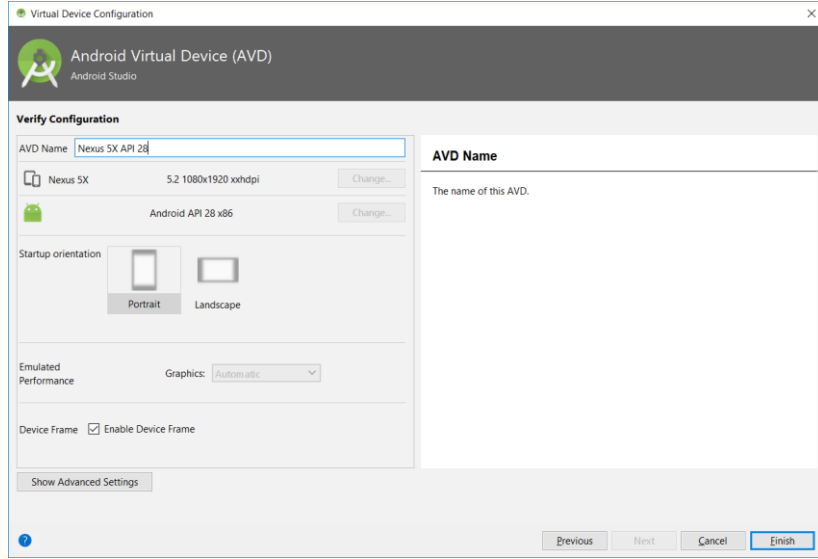 Virtual Device Configuration
Android Virtual Device (AVD)
Android Studio
Verify Configuration
AVD Name Nexus 5X API 28
Nexus 5X 5.2 1080x1920 xxhdpi Change...
Android API 28 x86 Change...
Startup orientation
Portrait Landscape
Emulated
Performance
Graphics: Automatic
Device Frame Enable Device Frame
Show Advanced Settings
AVD Name
The name of this AVD.
?
Previous Next Cancel Finish